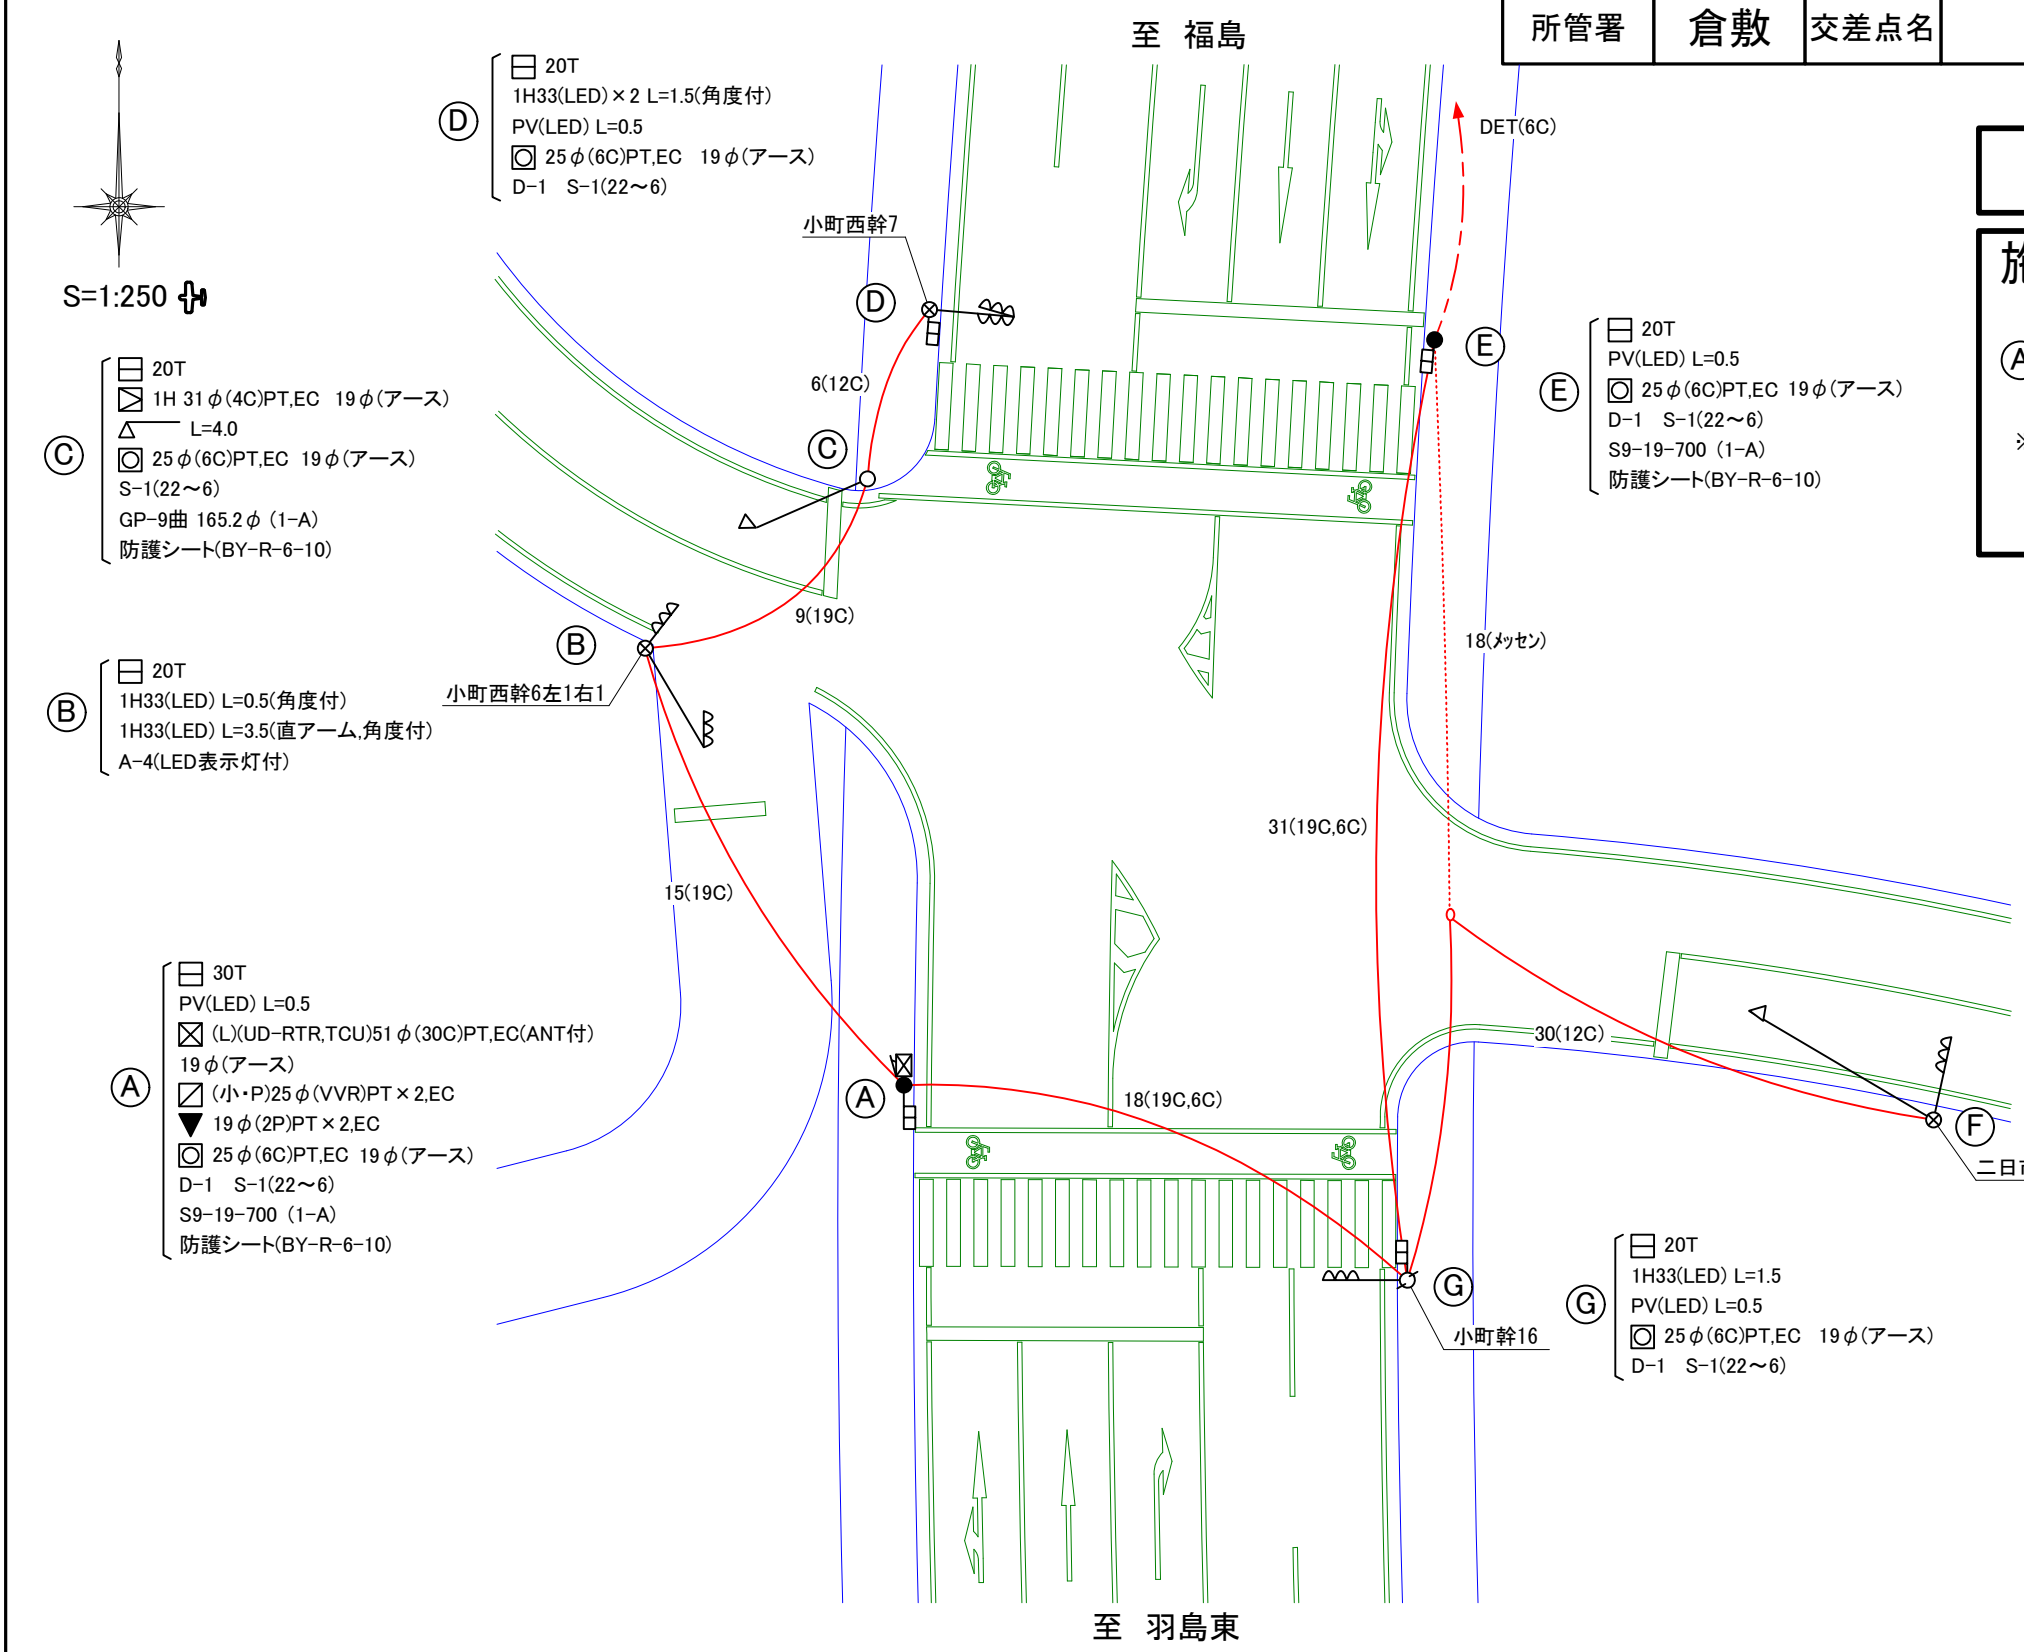 至 福島
所管署 倉敷 交差点名
S=1:250
D
20T
1H33(LED)×2 L=1.5(角度付)
PV(LED) L=0.5
25φ(6C)PT,EC 19φ(アース)
D-1 S-1(22～6)
小町西幹7
D
DET(6C)
C
20T
1H 31φ(4C)PT,EC 19φ(アース)
L=4.0
25φ(6C)PT,EC 19φ(アース)
S-1(22～6)
GP-9曲 165.2φ (1-A)
防護シート(BY-R-6-10)
6(12C)
C
E
E
20T
PV(LED) L=0.5
25φ(6C)PT,EC 19φ(アース)
D-1 S-1(22～6)
S9-19-700 (1-A)
防護シート(BY-R-6-10)
A
※
9(19C)
B
18(メッセン)
B
20T
1H33(LED) L=0.5(角度付)
1H33(LED) L=3.5(直アーム,角度付)
A-4(LED表示灯付)
小町西幹6左1右1
31(19C,6C)
15(19C)
A
30T
PV(LED) L=0.5
(L)(UD-RTR,TCU)51φ(30C)PT,EC(ANT付)
19φ(アース)
(小・P)25φ(VVR)PT×2,EC
19φ(2P)PT×2,EC
25φ(6C)PT,EC 19φ(アース)
D-1 S-1(22～6)
S9-19-700 (1-A)
防護シート(BY-R-6-10)
A
18(19C,6C)
30(12C)
F
二日
G
小町幹16
G
20T
1H33(LED) L=1.5
PV(LED) L=0.5
25φ(6C)PT,EC 19φ(アース)
D-1 S-1(22～6)
至 羽島東